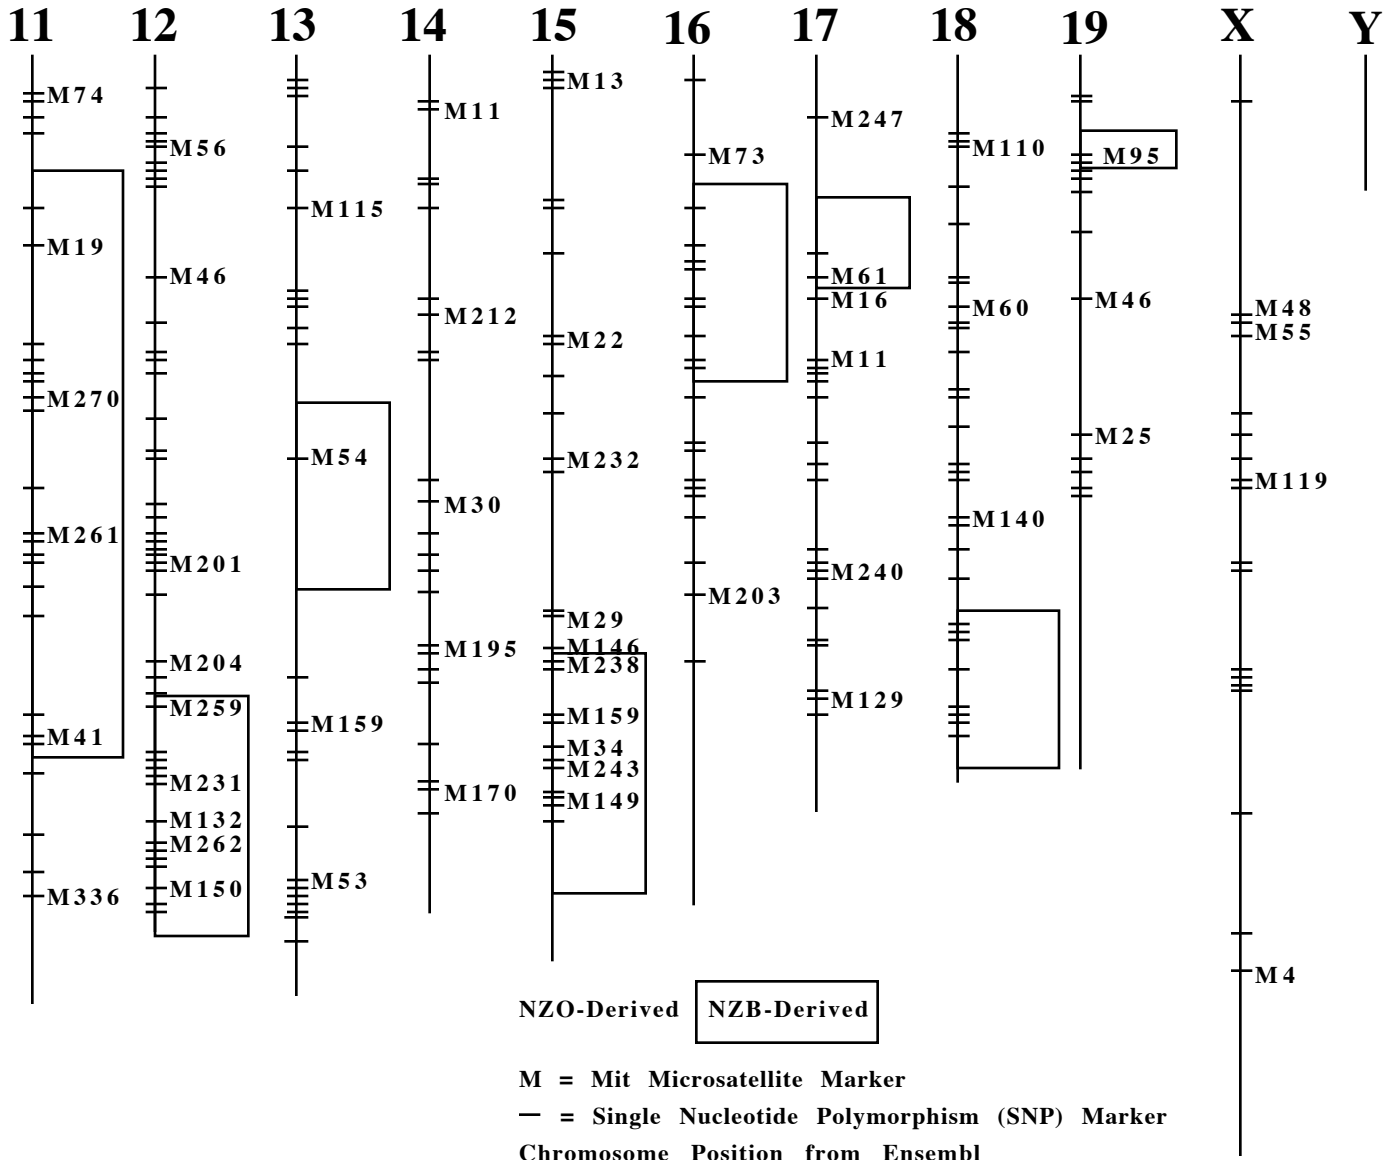 11 12 13 14 15 16 17 18 19 X Y
M74
M19
M270
M261
M41
M336
M56
M46
M201
M204
M259
M231
M132
M262
M150
M115
M54
M159
M53
M11
M212
M30
M195
M170
M13
M22
M232
M29
M146
M238
M159
M34
M243
M149
M73
M203
M247
M61
M16
M11
M240
M129
M110
M60
M140
M95
M46
M25
M48
M55
M119
M4
NZO-Derived NZB-Derived
M = Mit Microsatellite Marker
— = Single Nucleotide Polymorphism (SNP) Marker
Chromosome Position from Ensembl